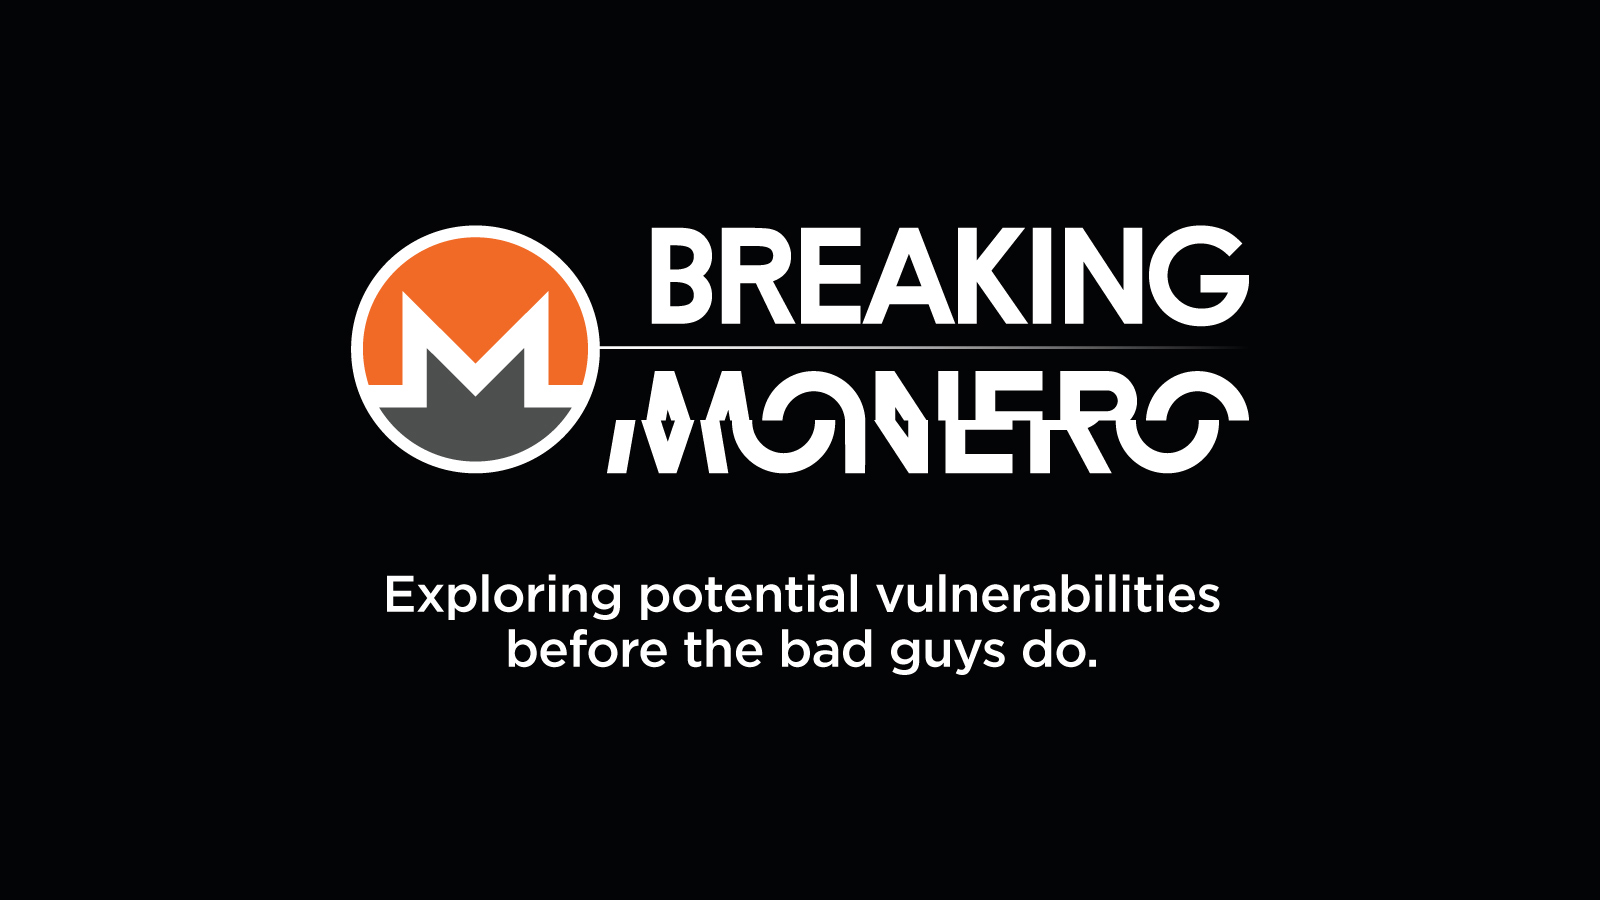 BREAKING
MONERO
Exploring potential vulnerabilities
before the bad guys do.